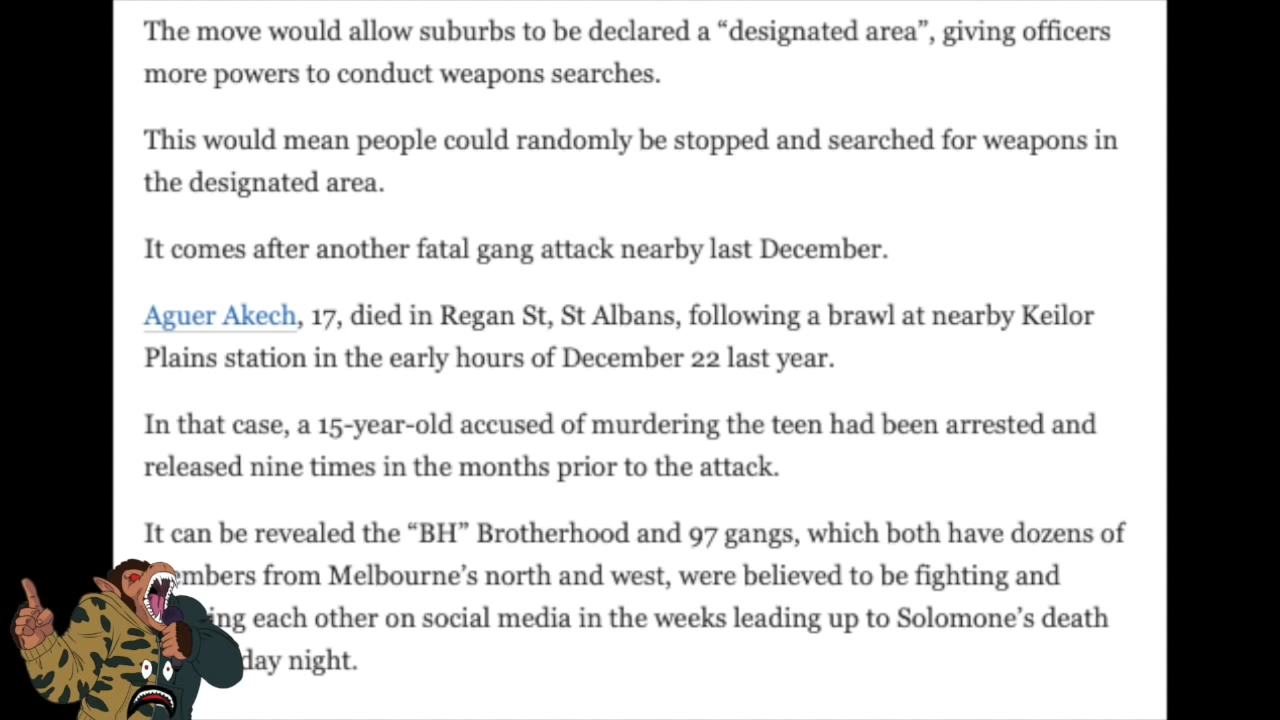 The move would allow suburbs to be declared a “designated area”, giving officers
more powers to conduct weapons searches.
This would mean people could randomly be stopped and searched for weapons in
the designated area.
It comes after another fatal gang attack nearby last December.
Aguer Akech, 17, died in Regan St, St Albans, following a brawl at nearby Keilor
Plains station in the early hours of December 22 last year.
In that case, a 15-year-old accused of murdering the teen had been arrested and
released nine times in the months prior to the attack.
It can be revealed the “BH” Brotherhood and 97 gangs, which both have dozens of
from Melbourne’s north and west, were believed to be fighting and
each other on social media in the weeks leading up to Solomone’s death
night.